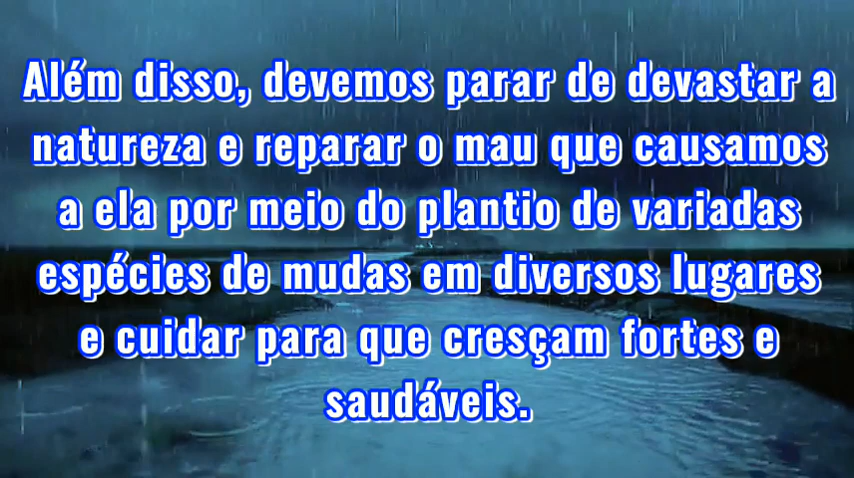 Além disso, devemos parar de devastar a
natureza e reparar o mau que causamos
a ela por meio do plantio de variadas
espécies de mudas em diversos lugares
e cuidar para que cresçam fortes e
saudáveis.